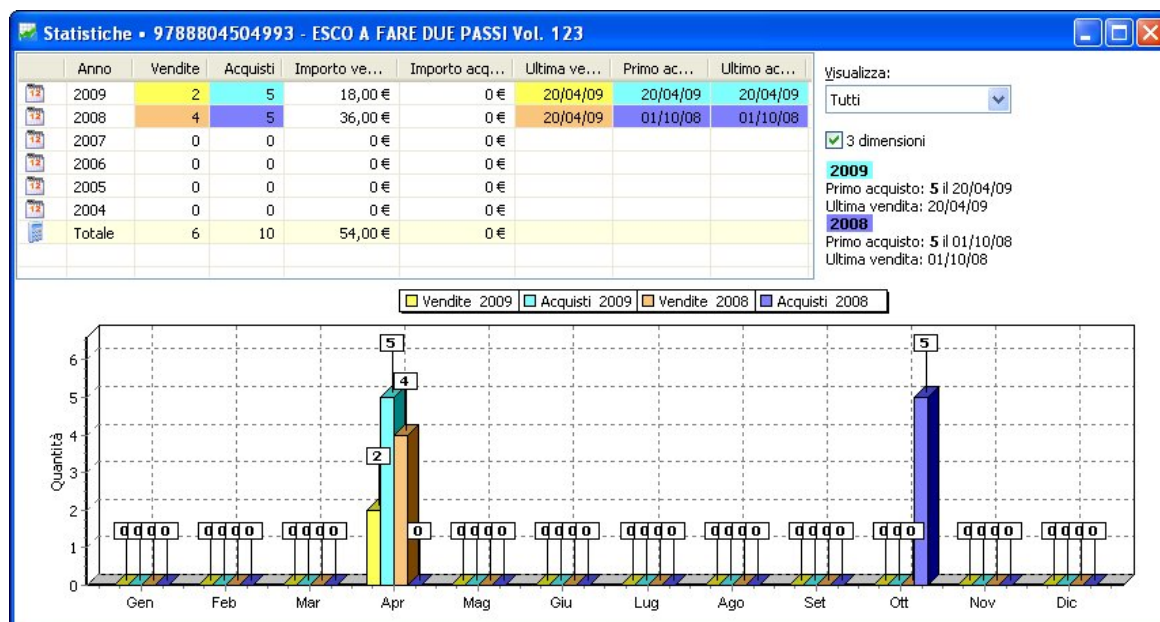 Statistiche • 9788804504993 - ESCO A FARE DUE PASSI Vol. 123
Anno Vendite Acquisti Importo ve... Importo acq... Ultima ve... Primo ac... Ultimo ac...
2009 2 5 18,00 € 0 € 20/04/09 20/04/09 20/04/09
2008 4 5 36,00 € 0 € 20/04/09 01/10/08 01/10/08
2007 0 0 0 € 0 €
2006 0 0 0 € 0 €
2005 0 0 0 € 0 €
2004 0 0 0 € 0 €
Totale 6 10 54,00 € 0 €
Visualizza:
Tutti
3 dimensioni
2009
Primo acquisto: 5 il 20/04/09
Ultima vendita: 20/04/09
2008
Primo acquisto: 5 il 01/10/08
Ultima vendita: 01/10/08
Vendite 2009 Acquisti 2009 Vendite 2008 Acquisti 2008
Quantità
6
5
4
3
2
1
0
0 0 0 0 0 0 0 0 0 0 0 0 2 5 4 0 0 0 0 0 0 0 0 0 0 0 0 0 0 0 0 0 0 0 0 0 0 0 0 5 0 0 0 0 0 0 0 0
Gen Feb Mar Apr Mag Giu Lug Ago Set Ott Nov Dic